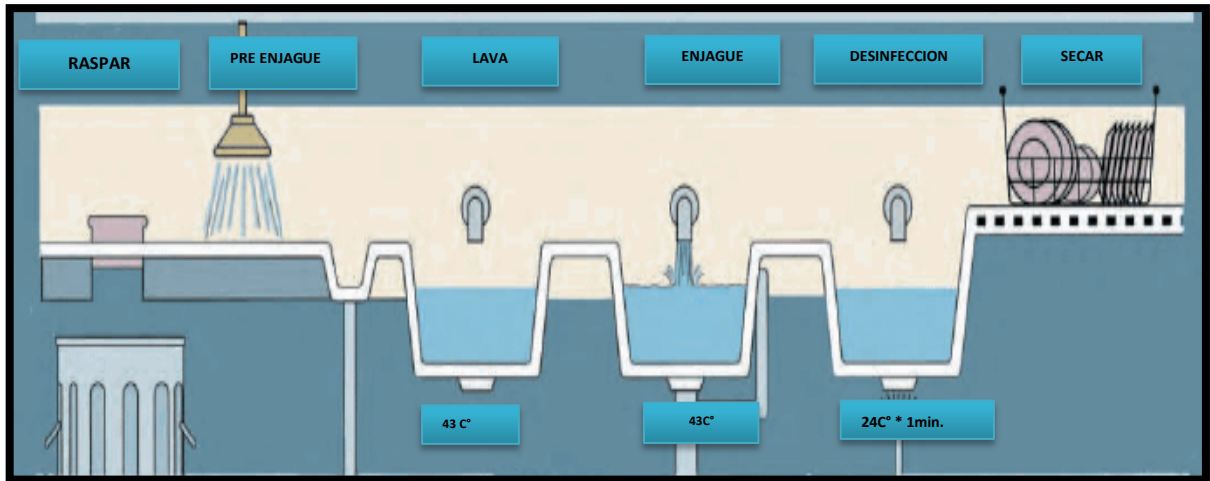 RASPAR
PRE ENJAGUE
LAVA
ENJAGUE
DESINFECCION
SECAR
43 C°
43C°
24C° * 1min.